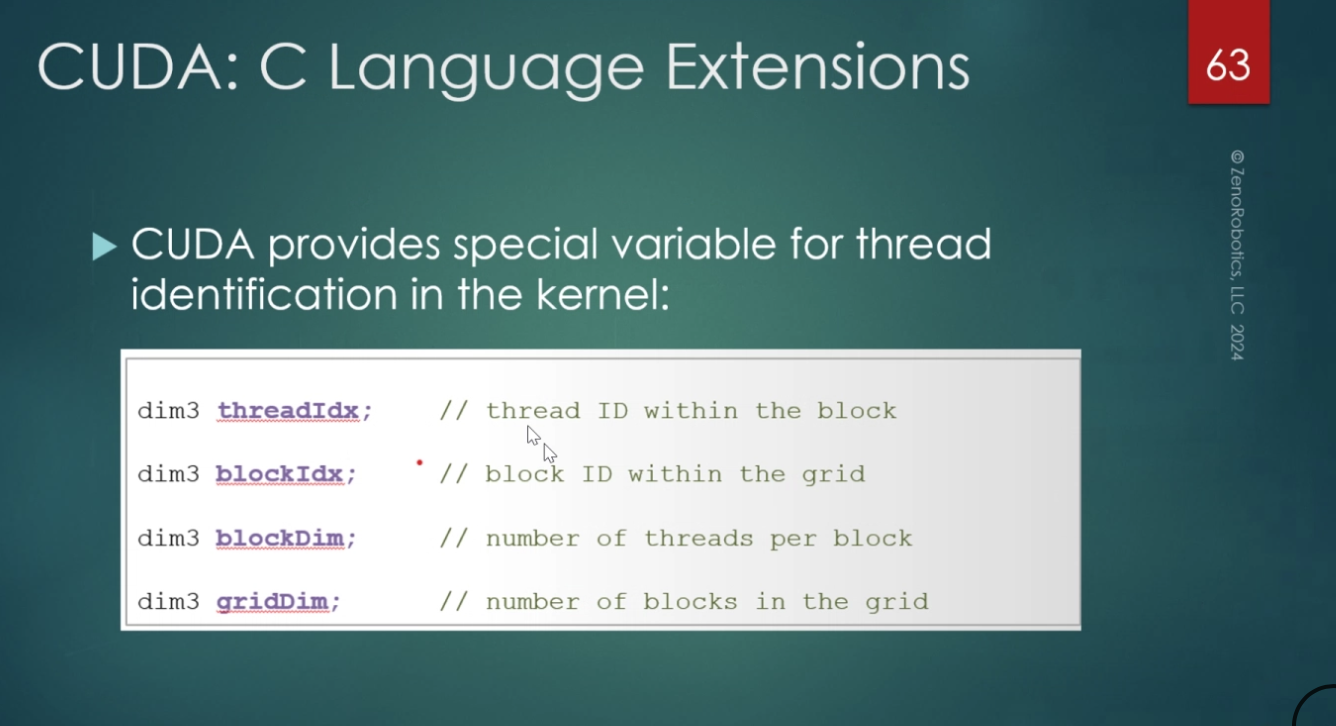 CUDA: C Language Extensions
63
CUDA provides special variable for thread
identification in the kernel:
dim3 threadIdx; // thread ID within the block
dim3 blockIdx; // block ID within the grid
dim3 blockDim; // number of threads per block
dim3 gridDim; // number of blocks in the grid
© ZenoRobotics, LLC 2024